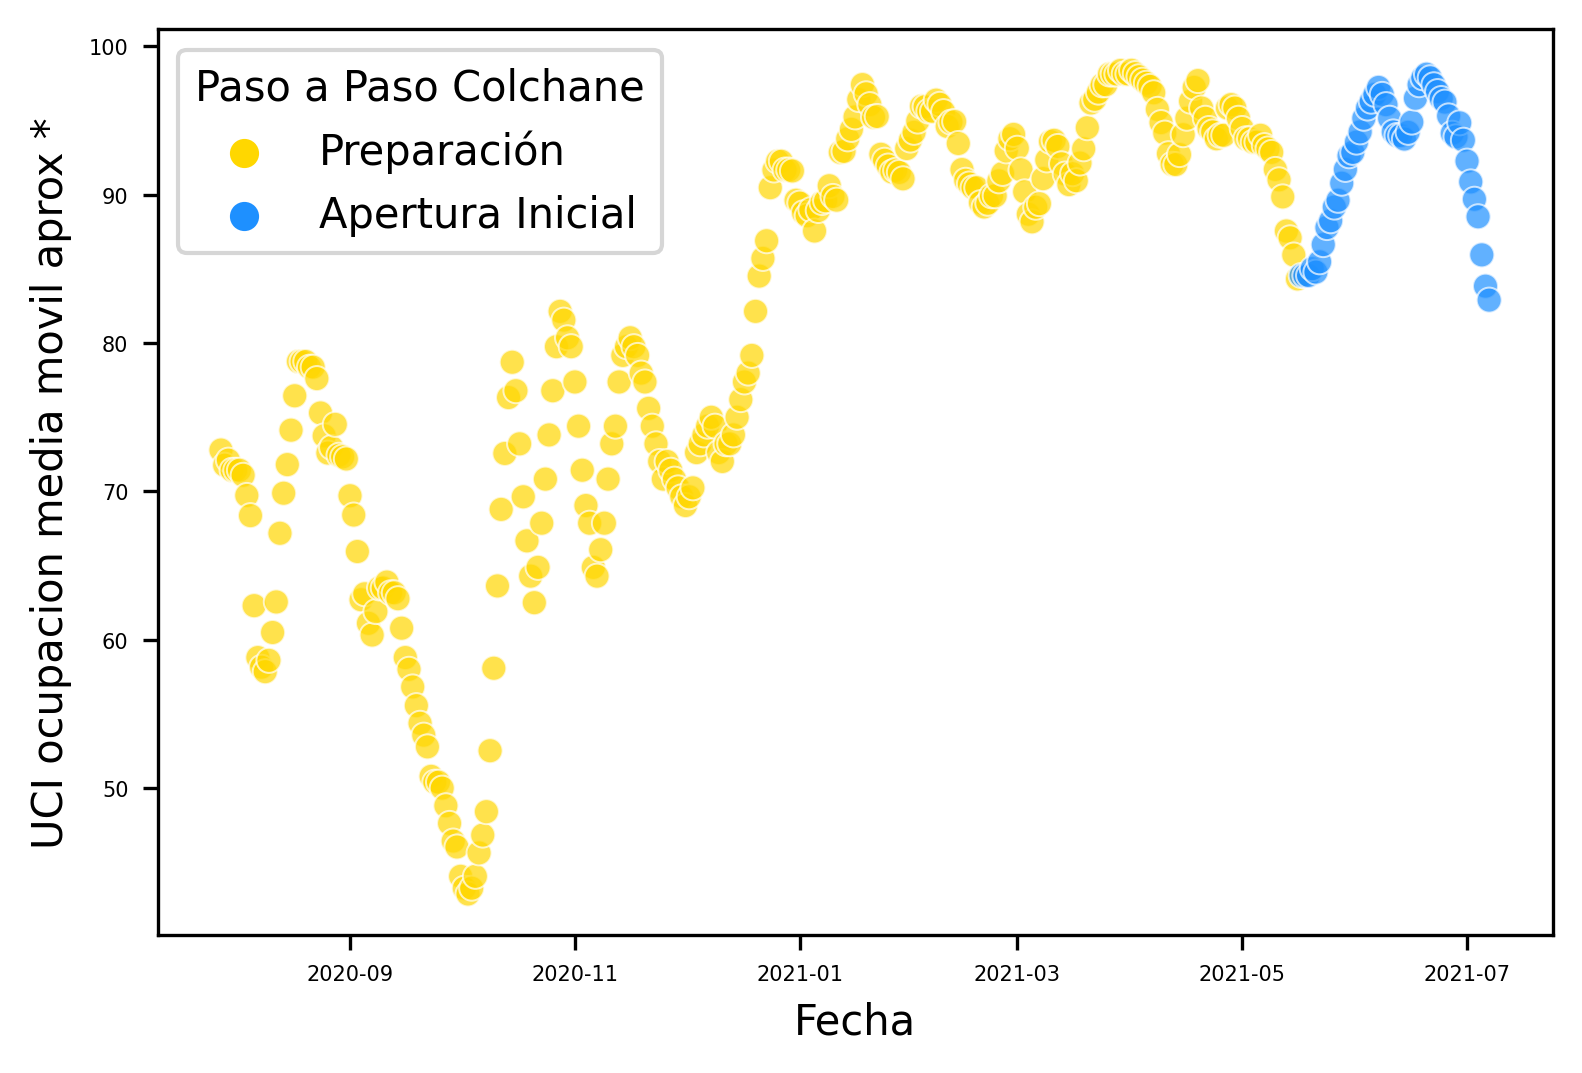 Paso a Paso Colchane
Preparación
Apertura Inicial
UCI ocupacion media movil aprox *
100
90
80
70
60
50
2020-09
2020-11
2021-01
2021-03
2021-05
2021-07
Fecha